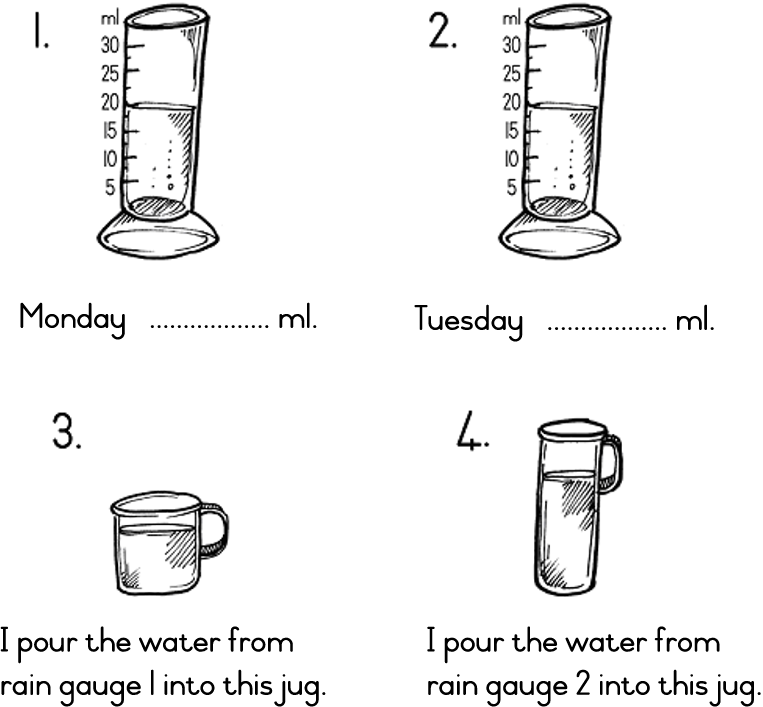 1.
ml
30
25
20
15
10
5
2.
ml
30
25
20
15
10
5
Monday .................. ml.
Tuesday .................. ml.
3.
4.
I pour the water from
rain gauge 1 into this jug.
I pour the water from
rain gauge 2 into this jug.